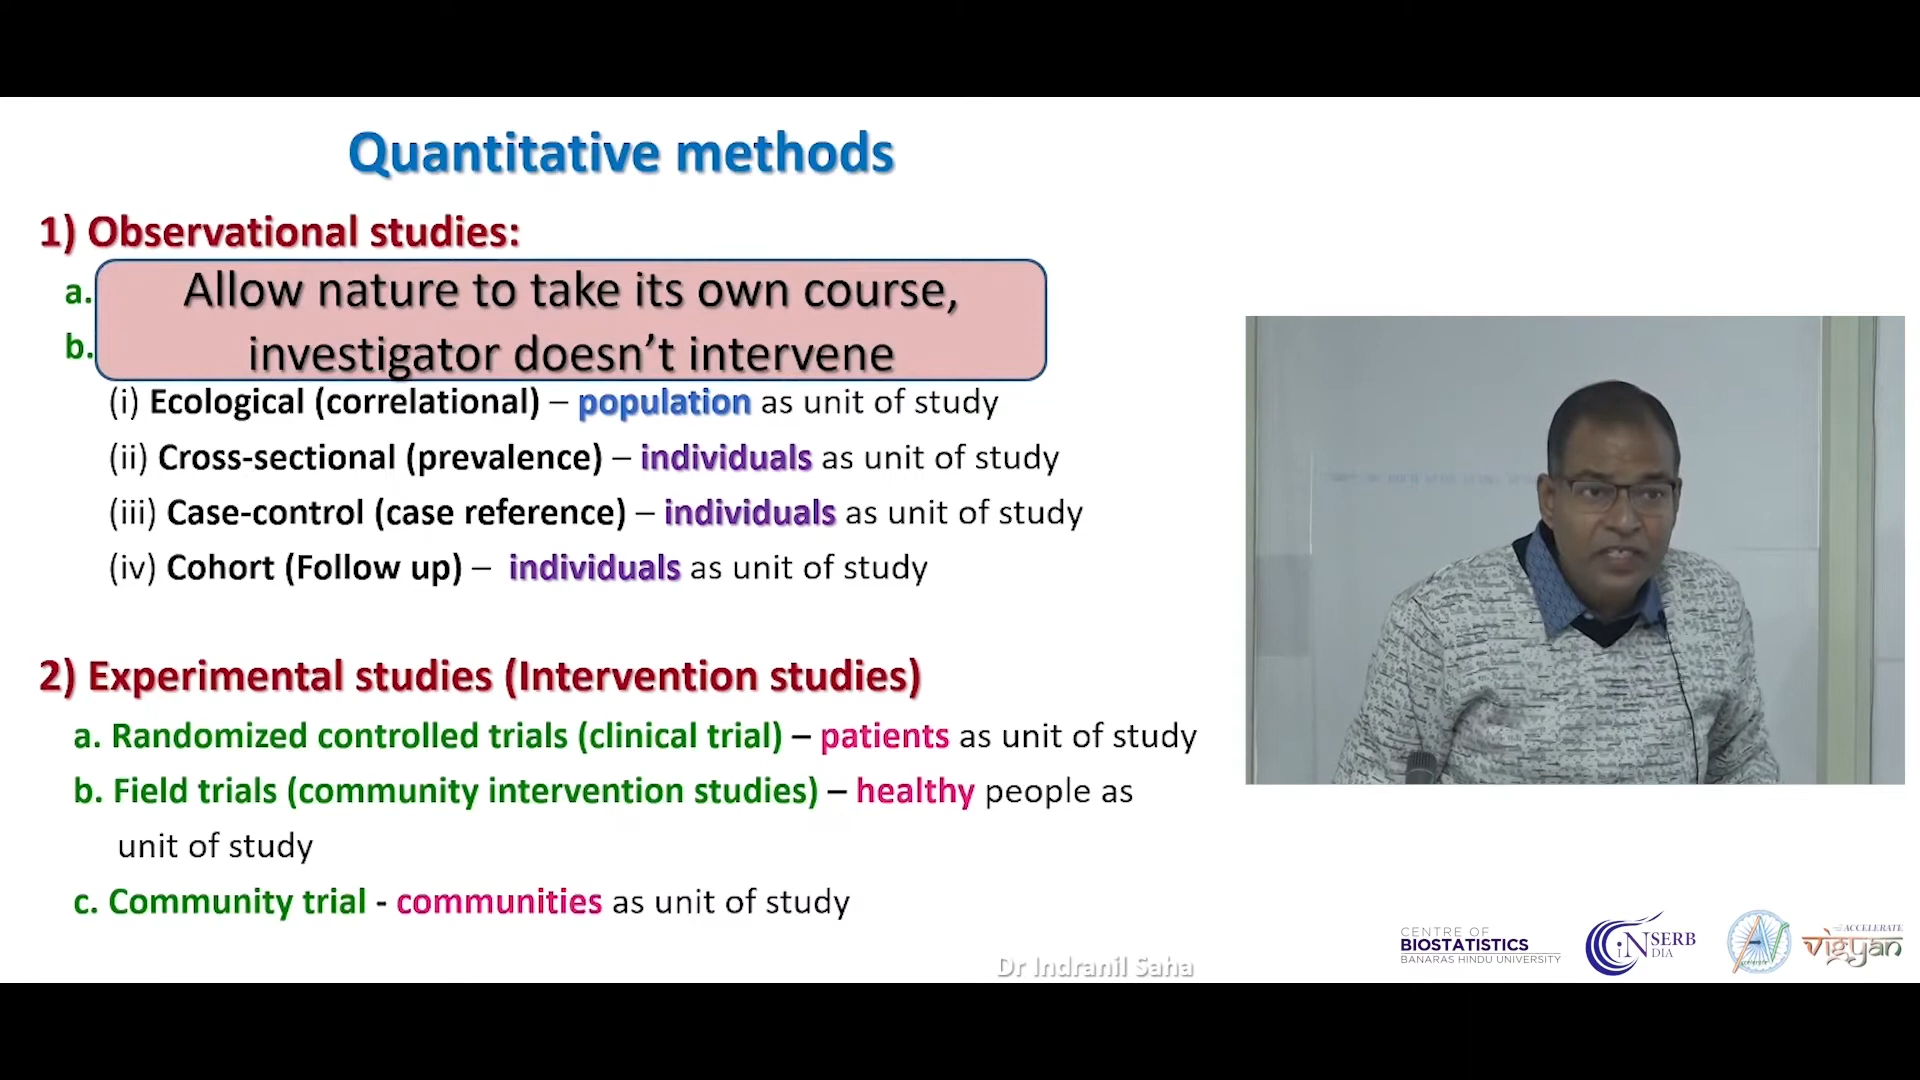 Quantitative methods
1) Observational studies:
a.
Allow nature to take its own course,
b.
investigator doesn’t intervene
(i) Ecological (correlational) – population as unit of study
(ii) Cross-sectional (prevalence) – individuals as unit of study
(iii) Case-control (case reference) – individuals as unit of study
(iv) Cohort (Follow up) – individuals as unit of study
2) Experimental studies (Intervention studies)
a. Randomized controlled trials (clinical trial) – patients as unit of study
b. Field trials (community intervention studies) – healthy people as
unit of study
c. Community trial - communities as unit of study
Dr Indranil Saha
CENTRE OF
BIOSTATISTICS
BANARAS HINDU UNIVERSITY
iN SERB
DIA
ACCELERATE
विgyan